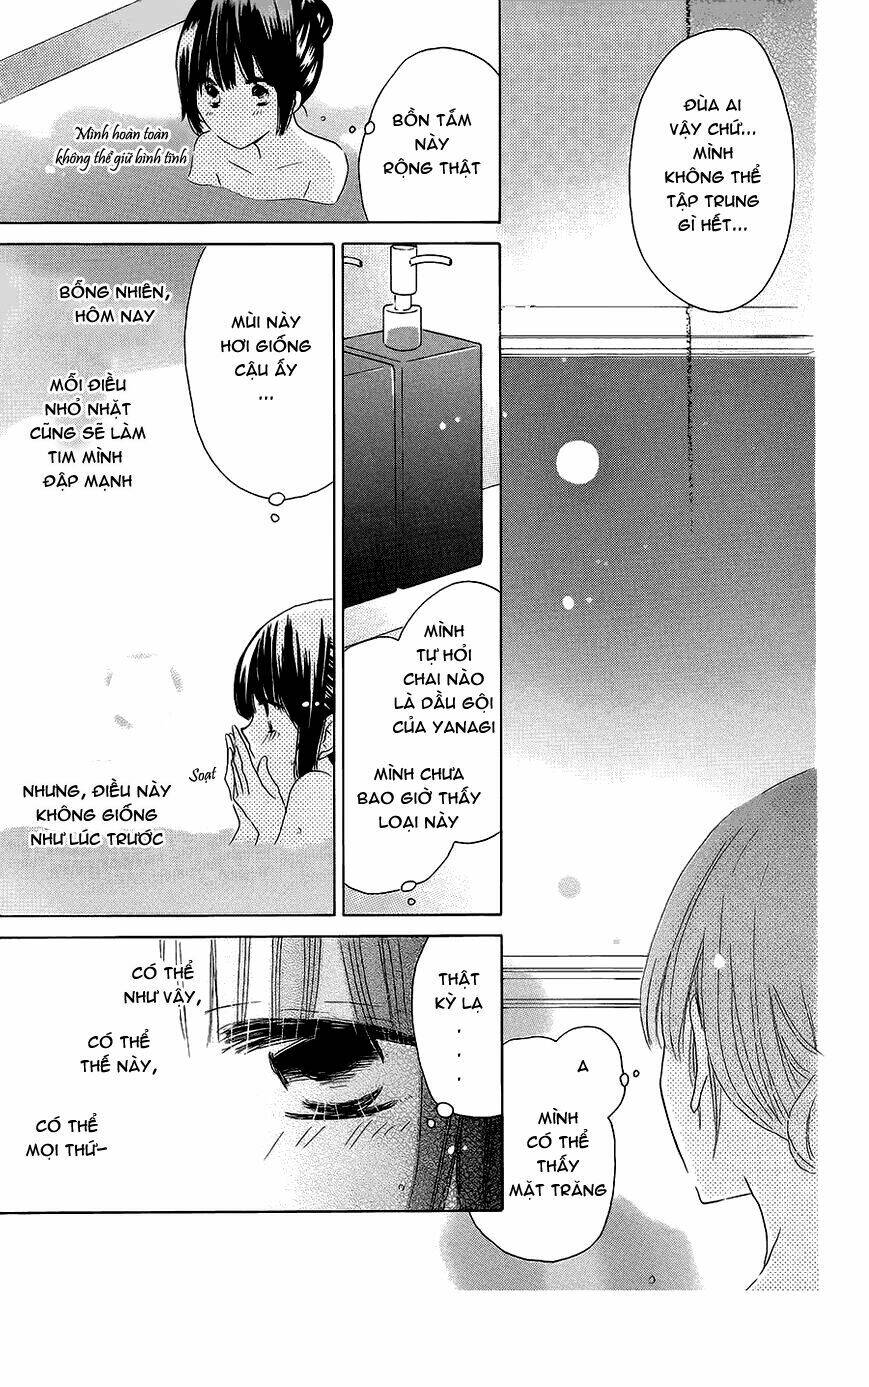 ĐÙA AI
VẬY CHỨ...
MÌNH
KHÔNG THỂ
TẬP TRUNG
GÌ HẾT...
A
MÌNH
CÓ THỂ
THẤY
MẶT TRĂNG
BỒN TẮM
NÀY
RỘNG THẬT
Mình hoàn toàn
không thể giữ bình tĩnh
MÌNH
TỰ HỎI
CHAI NÀO
LÀ DẦU GỘI
CỦA YANAGI
MÌNH CHƯA
BAO GIỜ THẤY
LOẠI NÀY
MÙI NÀY
HƠI GIỐNG
CẬU ẤY
...
BỖNG NHIÊN,
HÔM NAY
MỖI ĐIỀU
NHỎ NHẶT
CŨNG SẼ LÀM
TIM MÌNH
ĐẬP MẠNH
Soạt
NHƯNG, ĐIỀU NÀY
KHÔNG GIỐNG
NHƯ LÚC TRƯỚC
THẬT
KỲ LẠ
.
.
.
CÓ THỂ
NHƯ VẬY,
CÓ THỂ
THẾ NÀY,
CÓ THỂ
MỌI THỨ-